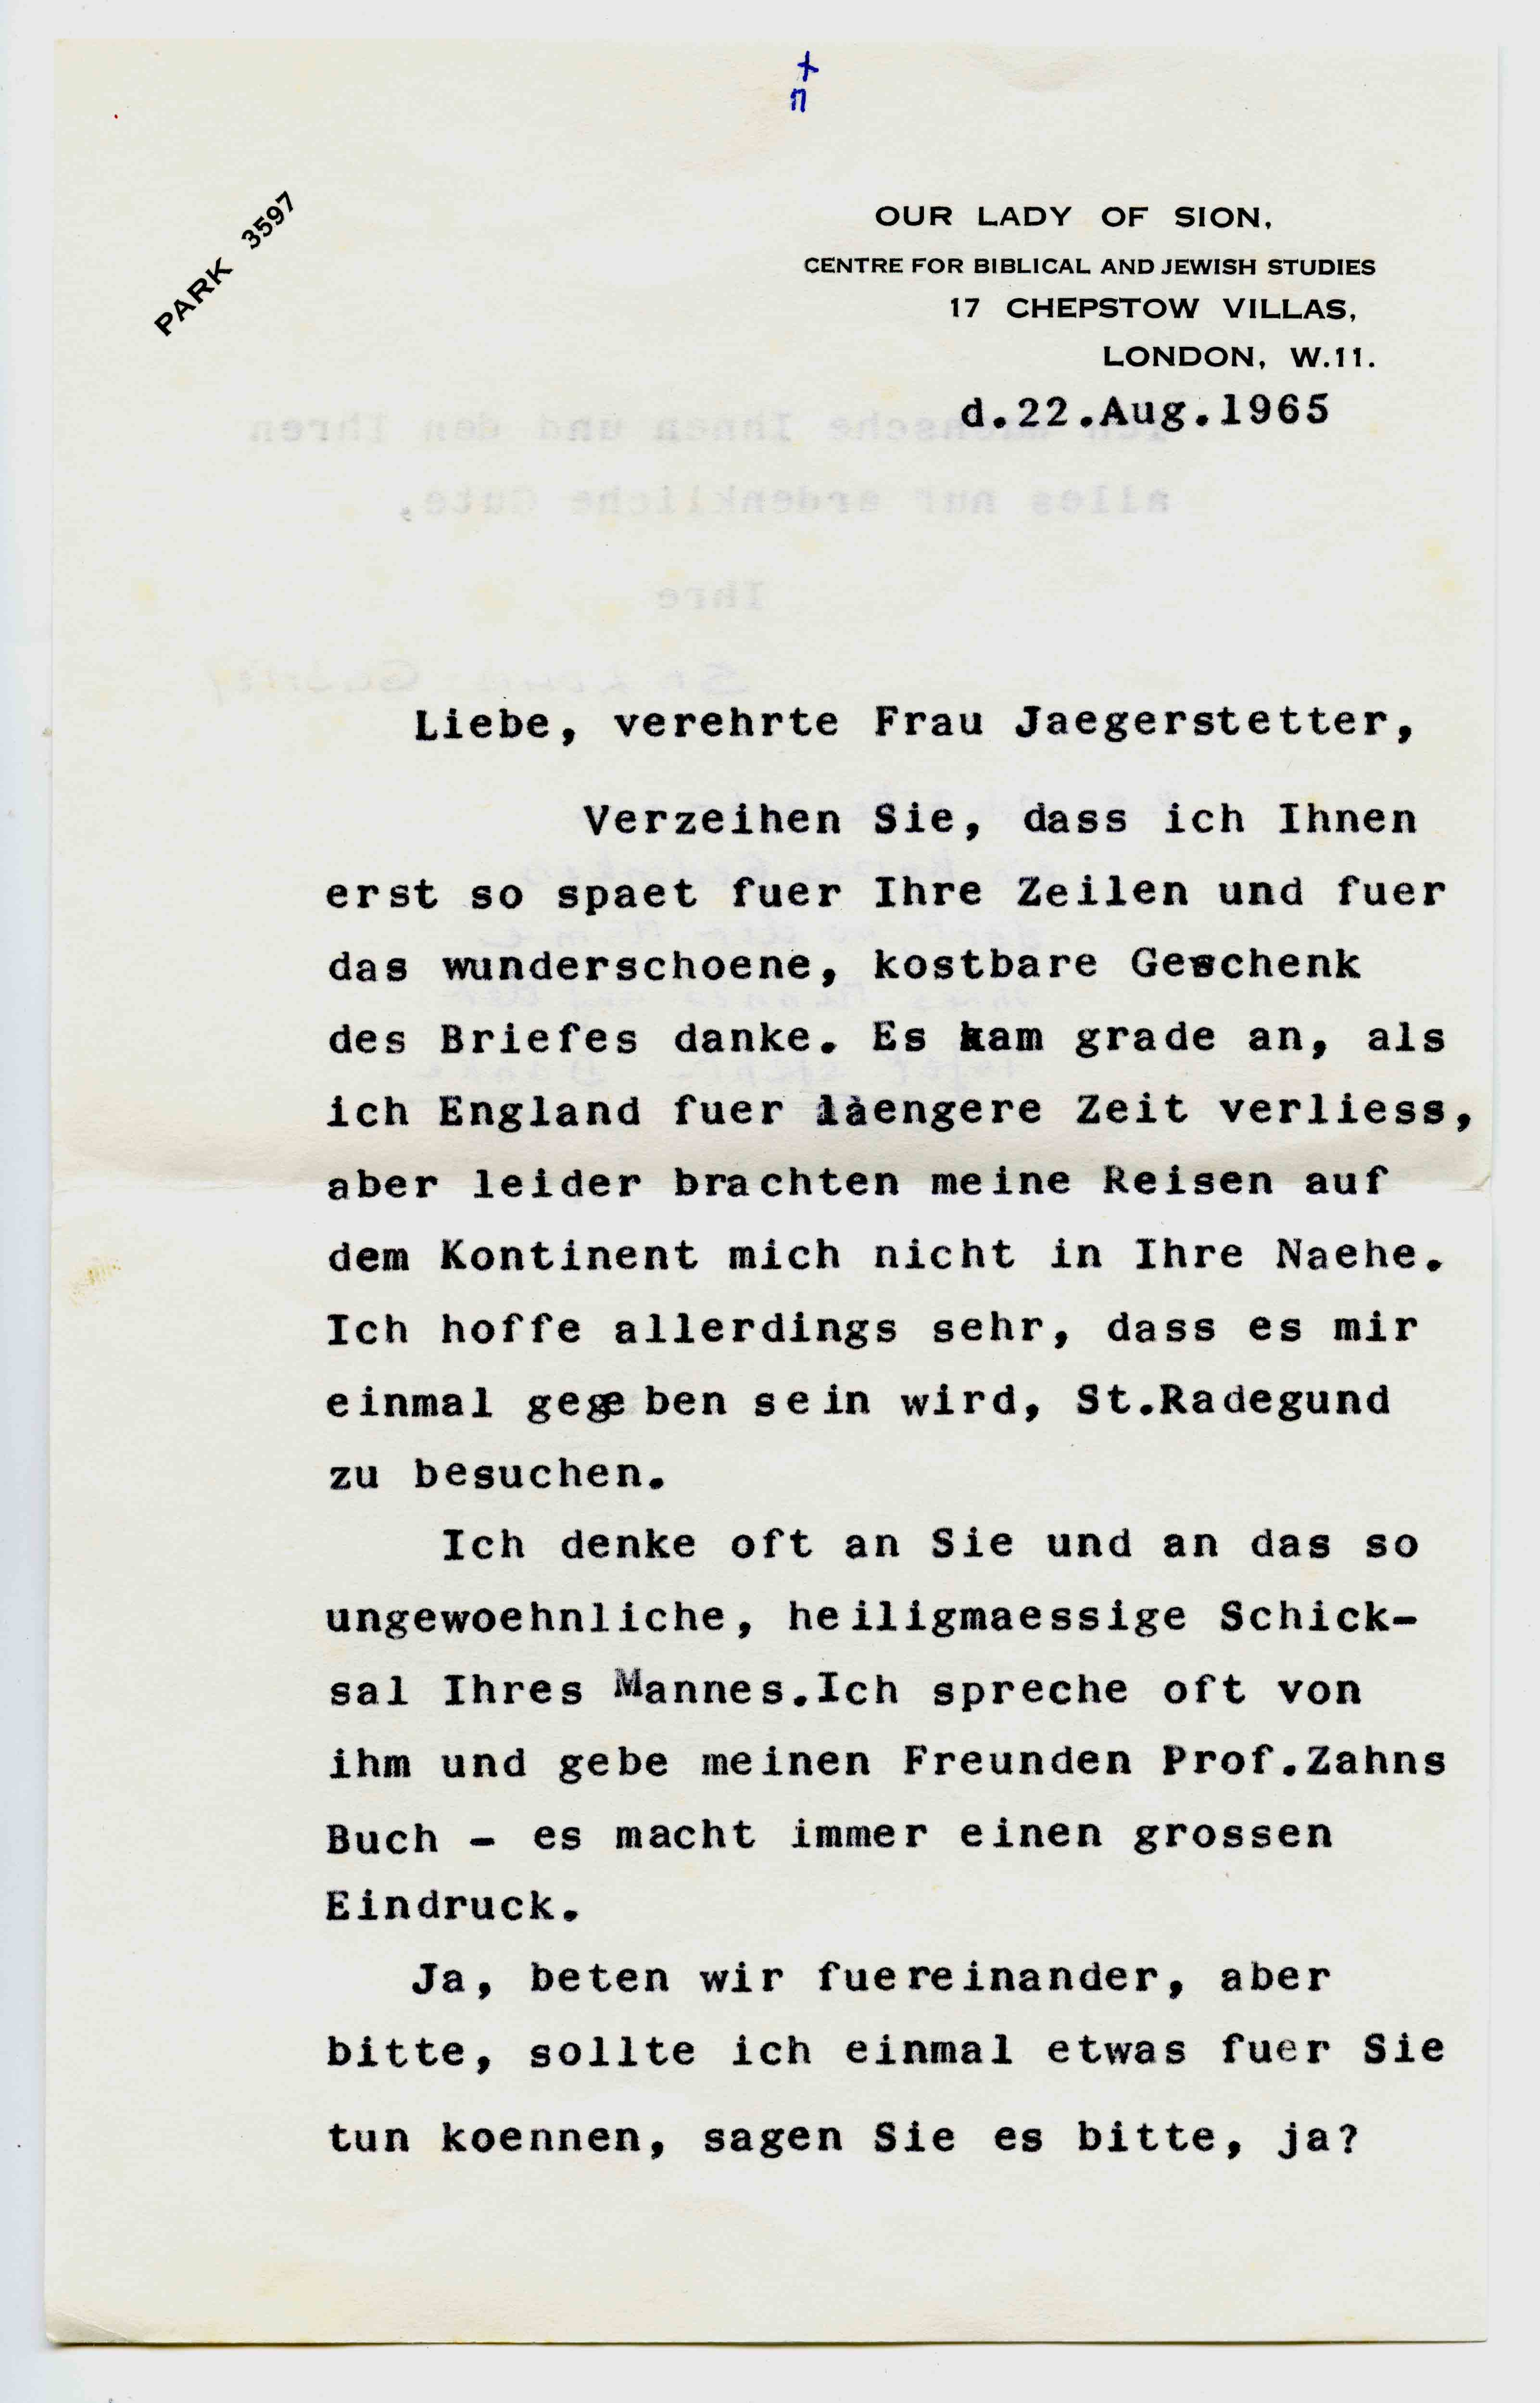 PARK 3597
OUR LADY OF SION,
CENTRE FOR BIBLICAL AND JEWISH STUDIES
17 CHEPSTOW VILLAS,
LONDON, W.11.
d.22.Aug.1965
Liebe, verehrte Frau Jaegerstetter,
Verzeihen Sie, dass ich Ihnen
erst so spaet fuer Ihre Zeilen und fuer
das wunderschoene, kostbare Geschenk
des Briefes danke. Es kam grade an, als
ich England fuer laengere Zeit verliess,
aber leider brachten meine Reisen auf
dem Kontinent mich nicht in Ihre Naehe.
Ich hoffe allerdings sehr, dass es mir
einmal gegeben sein wird, St.Radegund
zu besuchen.
Ich denke oft an Sie und an das so
ungewoehnliche, heiligmaessige Schick-
sal Ihres Mannes.Ich spreche oft von
ihm und gebe meinen Freunden Prof.Zahns
Buch - es macht immer einen grossen
Eindruck.
Ja, beten wir fuereinander, aber
bitte, sollte ich einmal etwas fuer Sie
tun koennen, sagen Sie es bitte, ja?